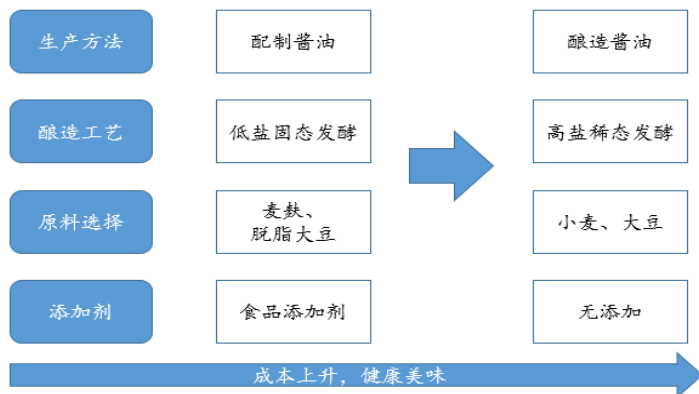 生产方法
配制酱油
酿造酱油
酿造工艺
低盐固态发酵
高盐稀态发酵
原料选择
麦麸、
脱脂大豆
小麦、大豆
添加剂
食品添加剂
无添加
成本上升，健康美味